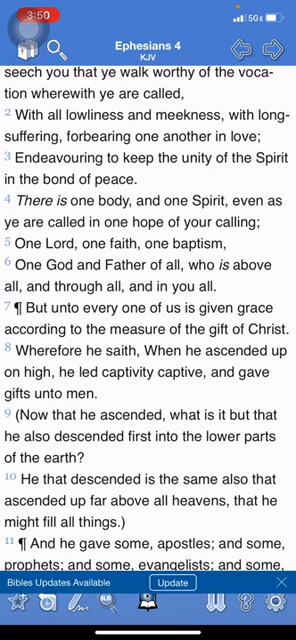 3:50
5G
Ephesians 4
KJV
seech you that ye walk worthy of the voca-
tion wherewith ye are called,
2 With all lowliness and meekness, with long-
suffering, forbearing one another in love;
3 Endeavouring to keep the unity of the Spirit
in the bond of peace.
4 There is one body, and one Spirit, even as
ye are called in one hope of your calling;
5 One Lord, one faith, one baptism,
6 One God and Father of all, who is above
all, and through all, and in you all.
7 ¶ But unto every one of us is given grace
according to the measure of the gift of Christ.
8 Wherefore he saith, When he ascended up
on high, he led captivity captive, and gave
gifts unto men.
9 (Now that he ascended, what is it but that
he also descended first into the lower parts
of the earth?
10 He that descended is the same also that
ascended up far above all heavens, that he
might fill all things.)
11 ¶ And he gave some, apostles; and some,
prophets; and some, evangelists; and some,
Bibles Updates Available
Update